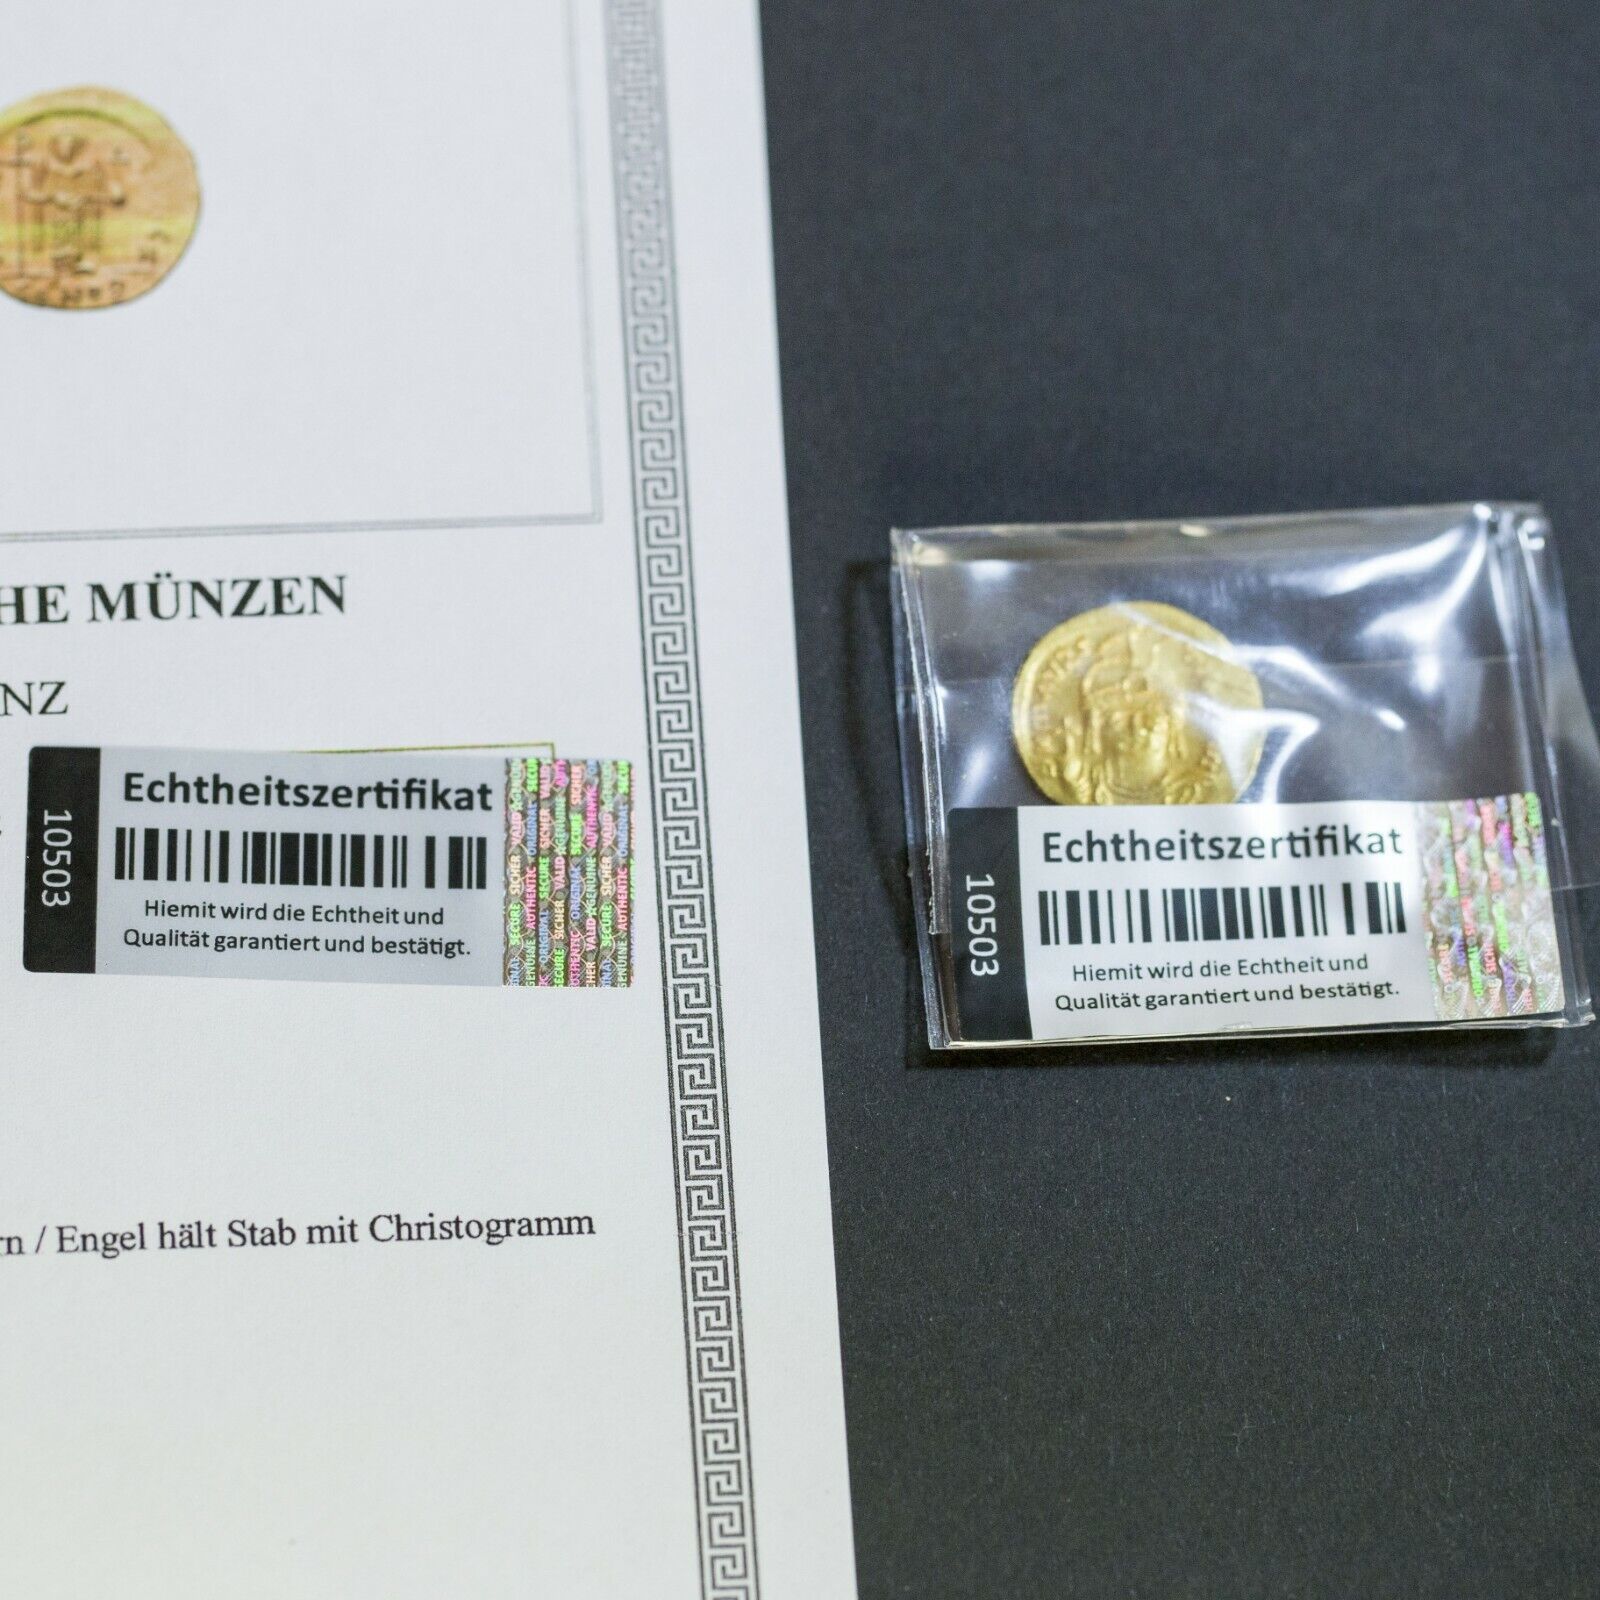 HE MÜNZEN
NZ
10503
Echtheitszertifikat
Hiemit wird die Echtheit und
Qualität garantiert und bestätigt.
rn / Engel hält Stab mit Christogramm
10503
Echtheitszertifikat
Hiemit wird die Echtheit und
Qualität garantiert und bestätigt.